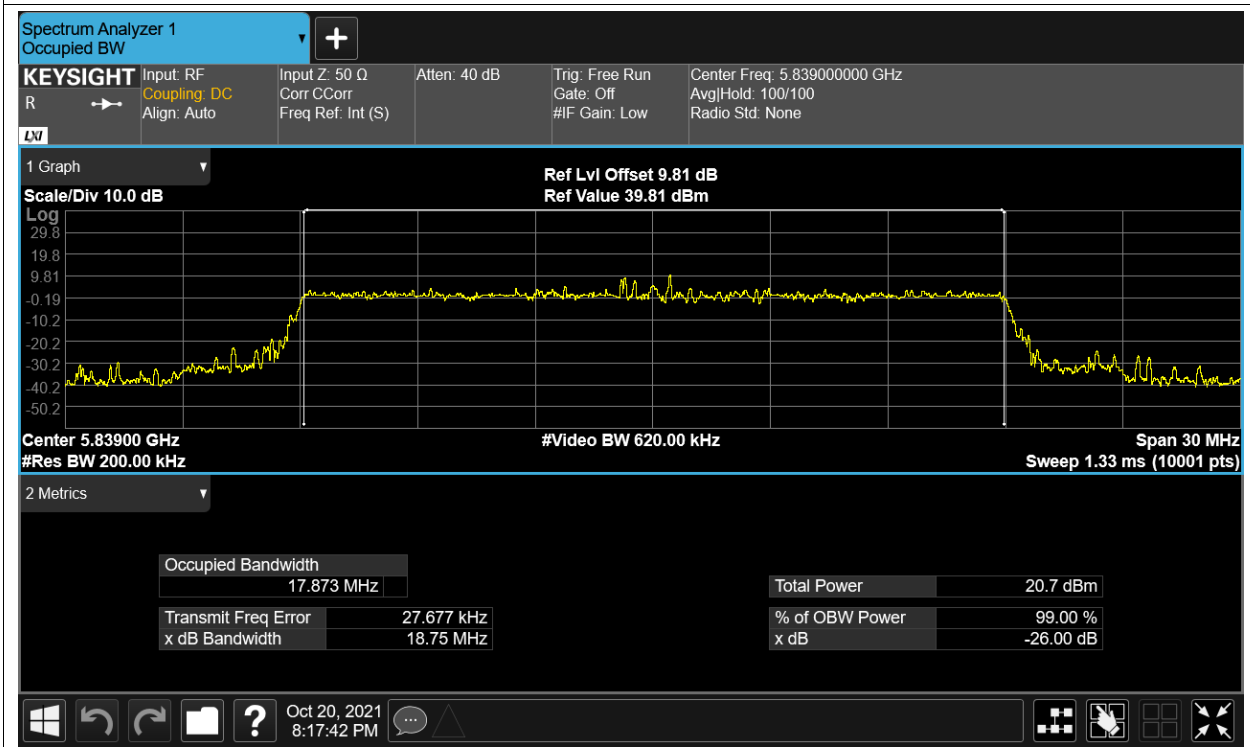 Spectrum Analyzer 1
Occupied BW
+
KEYSIGHT Input: RF Input Z: 50 Ω Atten: 40 dB Trig: Free Run Center Freq: 5.839000000 GHz
R Coupling: DC Corr CCorr Gate: Off Avg|Hold: 100/100
Align: Auto Freq Ref: Int (S) #IF Gain: Low Radio Std: None
LXI
1 Graph
Ref Lvl Offset 9.81 dB
Scale/Div 10.0 dB Ref Value 39.81 dBm
Log
29.8
19.8
9.81
-0.19
-10.2
-20.2
-30.2
-40.2
-50.2
Center 5.83900 GHz #Video BW 620.00 kHz Span 30 MHz
#Res BW 200.00 kHz Sweep 1.33 ms (10001 pts)
2 Metrics
Occupied Bandwidth
17.873 MHz Total Power 20.7 dBm
Transmit Freq Error 27.677 kHz % of OBW Power 99.00 %
x dB Bandwidth 18.75 MHz x dB -26.00 dB
? Oct 20, 2021
8:17:42 PM